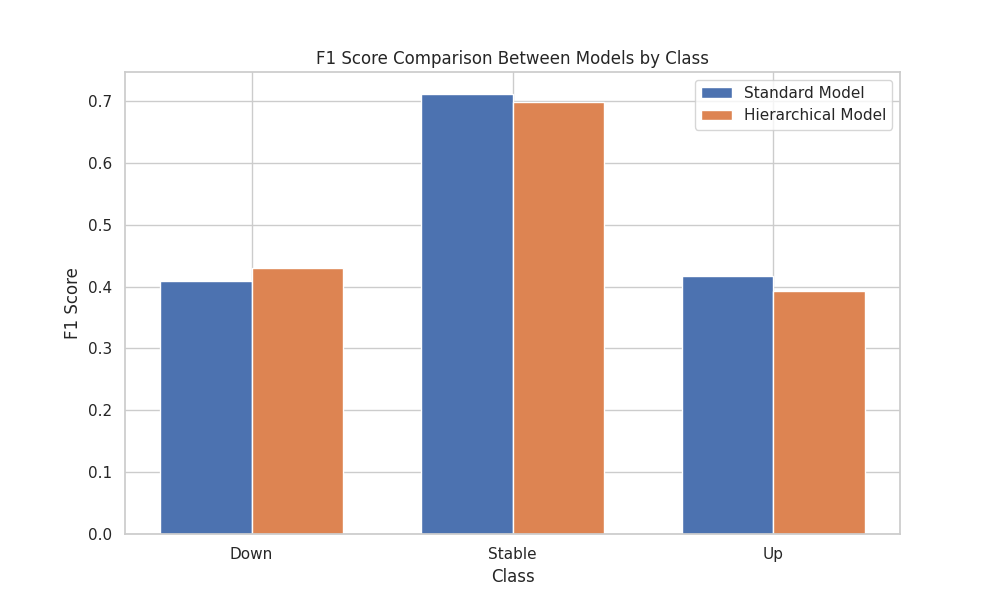 F1 Score Comparison Between Models by Class
Standard Model
Hierarchical Model
F1 Score
0.7
0.6
0.5
0.4
0.3
0.2
0.1
0.0
Down
Stable
Up
Class